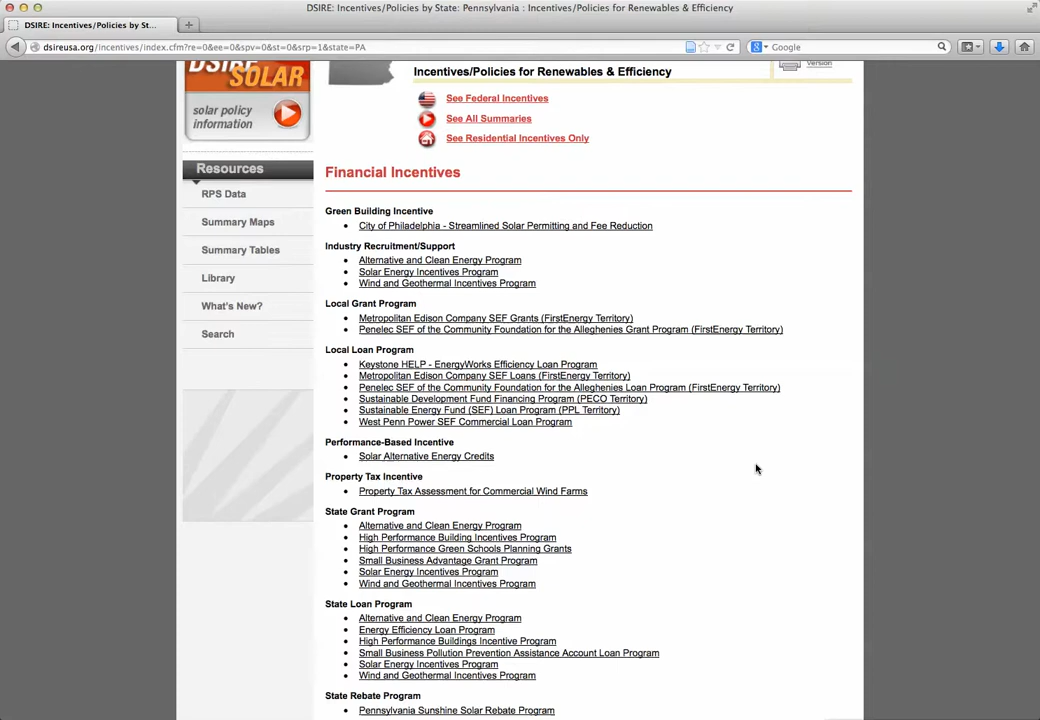 DSIRE: Incentives/Policies by State: Pennsylvania : Incentives/Policies for Renewables & Efficiency
DSIRE: Incentives/Policies by St...
dsireusa.org/incentives/index.cfm?re=0&ee=0&spv=0&st=0&srp=1&state=PA
Google
DSIRE
SOLAR
solar policy
information
Incentives/Policies for Renewables & Efficiency
Version
See Federal Incentives
See All Summaries
See Residential Incentives Only
Resources
RPS Data
Summary Maps
Summary Tables
Library
What's New?
Search
Financial Incentives
Green Building Incentive
• City of Philadelphia - Streamlined Solar Permitting and Fee Reduction
Industry Recruitment/Support
• Alternative and Clean Energy Program
• Solar Energy Incentives Program
• Wind and Geothermal Incentives Program
Local Grant Program
• Metropolitan Edison Company SEF Grants (FirstEnergy Territory)
• Penelec SEF of the Community Foundation for the Alleghenies Grant Program (FirstEnergy Territory)
Local Loan Program
• Keystone HELP - EnergyWorks Efficiency Loan Program
• Metropolitan Edison Company SEF Loans (FirstEnergy Territory)
• Penelec SEF of the Community Foundation for the Alleghenies Loan Program (FirstEnergy Territory)
• Sustainable Development Fund Financing Program (PECO Territory)
• Sustainable Energy Fund (SEF) Loan Program (PPL Territory)
• West Penn Power SEF Commercial Loan Program
Performance-Based Incentive
• Solar Alternative Energy Credits
Property Tax Incentive
• Property Tax Assessment for Commercial Wind Farms
State Grant Program
• Alternative and Clean Energy Program
• High Performance Building Incentives Program
• High Performance Green Schools Planning Grants
• Small Business Advantage Grant Program
• Solar Energy Incentives Program
• Wind and Geothermal Incentives Program
State Loan Program
• Alternative and Clean Energy Program
• Energy Efficiency Loan Program
• High Performance Buildings Incentive Program
• Small Business Pollution Prevention Assistance Account Loan Program
• Solar Energy Incentives Program
• Wind and Geothermal Incentives Program
State Rebate Program
• Pennsylvania Sunshine Solar Rebate Program